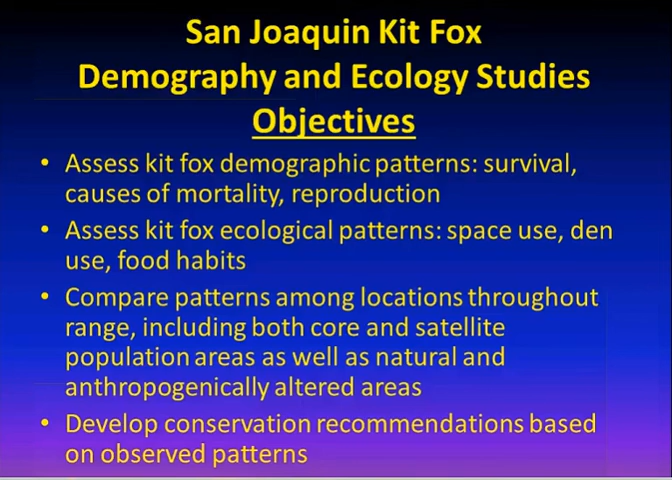 San Joaquin Kit Fox
Demography and Ecology Studies
Objectives
• Assess kit fox demographic patterns: survival,
causes of mortality, reproduction
• Assess kit fox ecological patterns: space use, den
use, food habits
• Compare patterns among locations throughout
range, including both core and satellite
population areas as well as natural and
anthropogenically altered areas
• Develop conservation recommendations based
on observed patterns